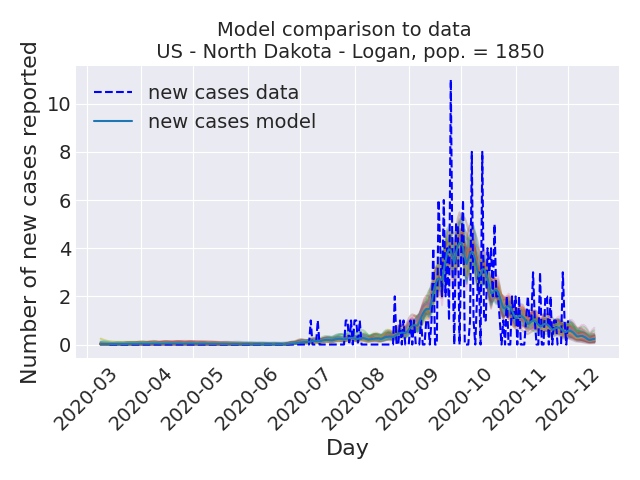 Model comparison to data
US - North Dakota - Logan, pop. = 1850
Number of new cases reported
10
8
6
4
2
0
new cases data
new cases model
2020-03
2020-04
2020-05
2020-06
2020-07
2020-08
2020-09
2020-10
2020-11
2020-12
Day